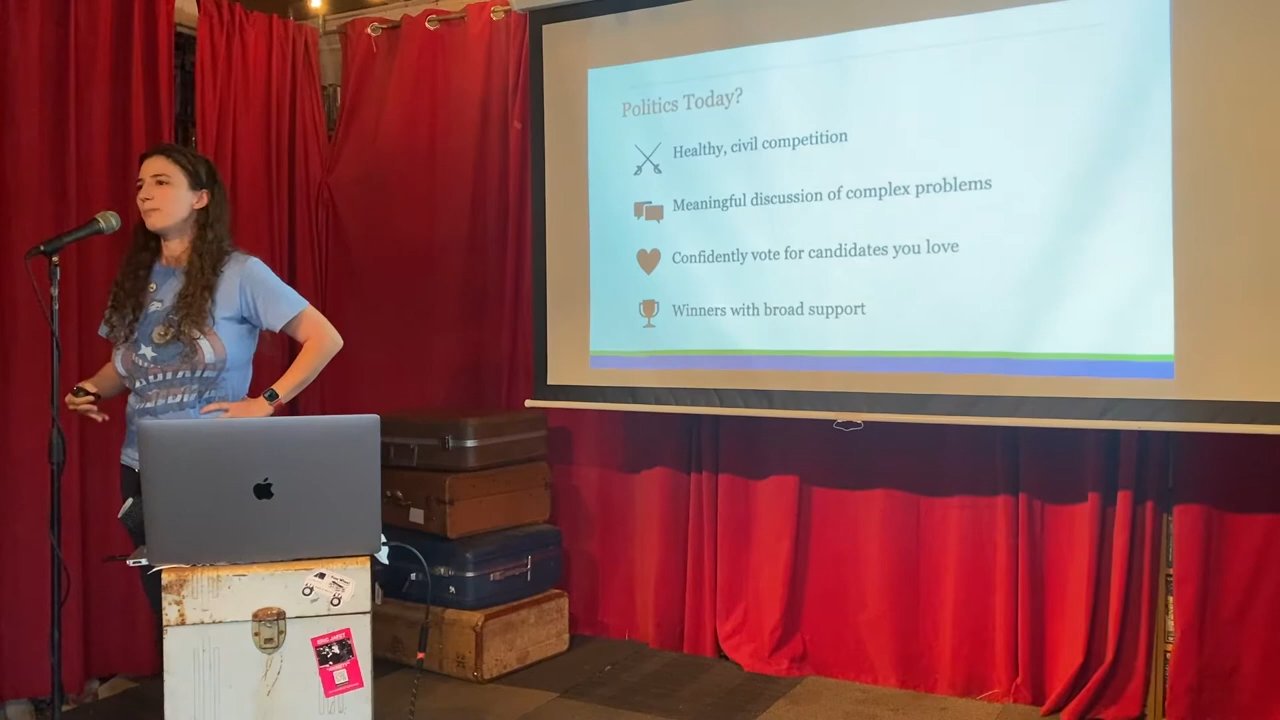 Politics Today?
Healthy, civil competition
Meaningful discussion of complex problems
Confidently vote for candidates you love
Winners with broad support